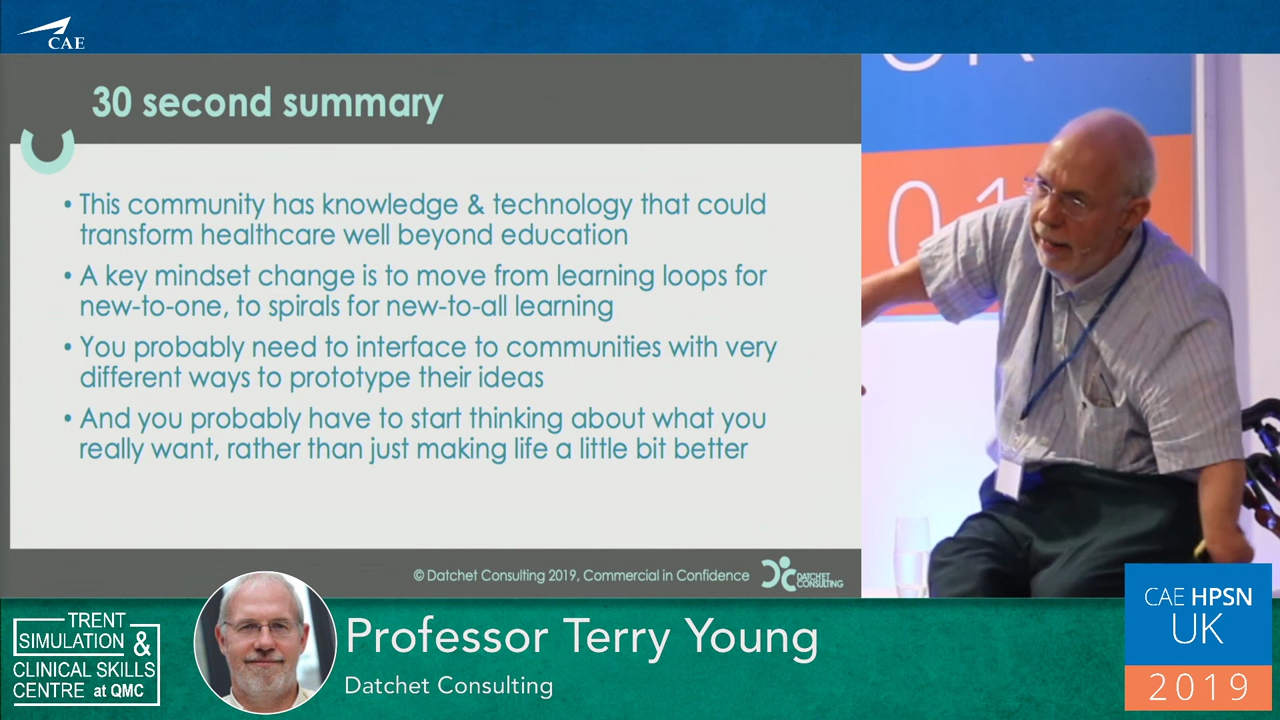 CAE
30 second summary
• This community has knowledge & technology that could
transform healthcare well beyond education
• A key mindset change is to move from learning loops for
new-to-one, to spirals for new-to-all learning
• You probably need to interface to communities with very
different ways to prototype their ideas
• And you probably have to start thinking about what you
really want, rather than just making life a little bit better
© Datchet Consulting 2019, Commercial in Confidence
DATCHET
CONSULTING
UK
01
TRENT
SIMULATION &
CLINICAL SKILLS
CENTRE at QMC
Professor Terry Young
Datchet Consulting
CAE HPSN
UK
2019